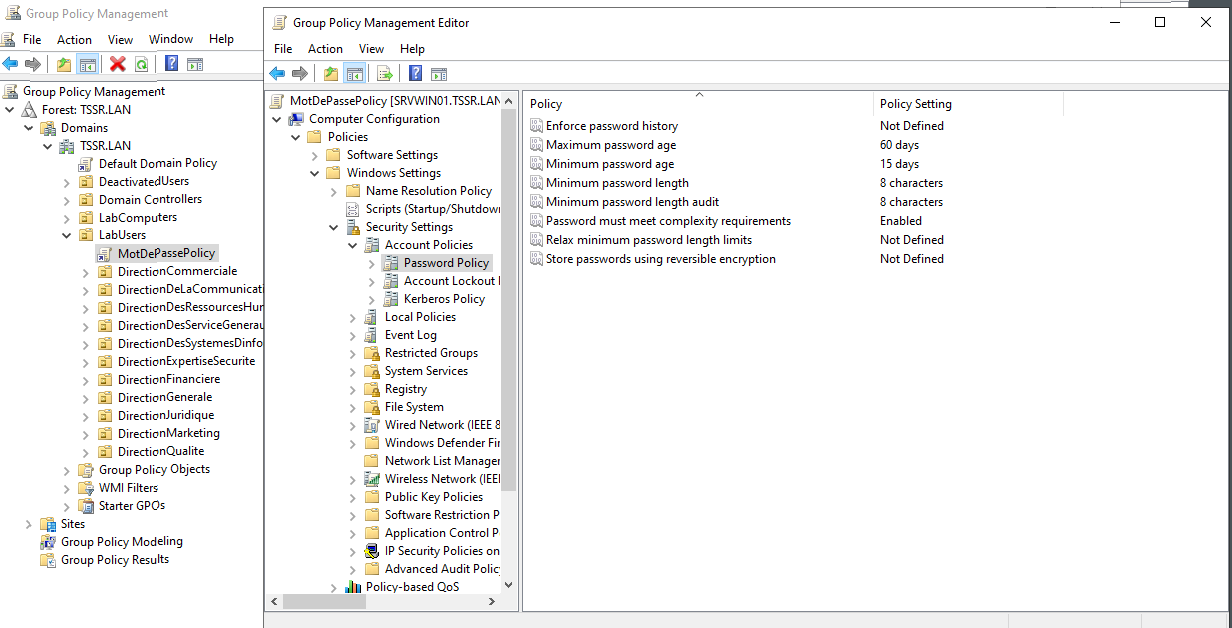 Group Policy Management
File Action View Window Help
Group Policy Management
Forest: TSSR.LAN
Domains
TSSR.LAN
Default Domain Policy
DeactivatedUsers
Domain Controllers
LabComputers
LabUsers
MotDePassePolicy
DirectionCommerciale
DirectionDeLaCommunicati
DirectionDesRessourcesHur
DirectionDesServiceGenerau
DirectionDesSystemesDinfo
DirectionExpertiseSecurite
DirectionFinanciere
DirectionGenerale
DirectionJuridique
DirectionMarketing
DirectionQualite
Group Policy Objects
WMI Filters
Starter GPOs
Sites
Group Policy Modeling
Group Policy Results
Group Policy Management Editor
File Action View Help
MotDePassePolicy [SRVWIN01.TSSR.LAN
Computer Configuration
Policies
Software Settings
Windows Settings
Name Resolution Policy
Scripts (Startup/Shutdown
Security Settings
Account Policies
Password Policy
Account Lockout
Kerberos Policy
Local Policies
Event Log
Restricted Groups
System Services
Registry
File System
Wired Network (IEEE 8
Windows Defender Fir
Network List Manager
Wireless Network (IEEE
Public Key Policies
Software Restriction P
Application Control P
IP Security Policies on
Advanced Audit Polic
Policy-based QoS
Policy Policy Setting
Enforce password history Not Defined
Maximum password age 60 days
Minimum password age 15 days
Minimum password length 8 characters
Minimum password length audit 8 characters
Password must meet complexity requirements Enabled
Relax minimum password length limits Not Defined
Store passwords using reversible encryption Not Defined